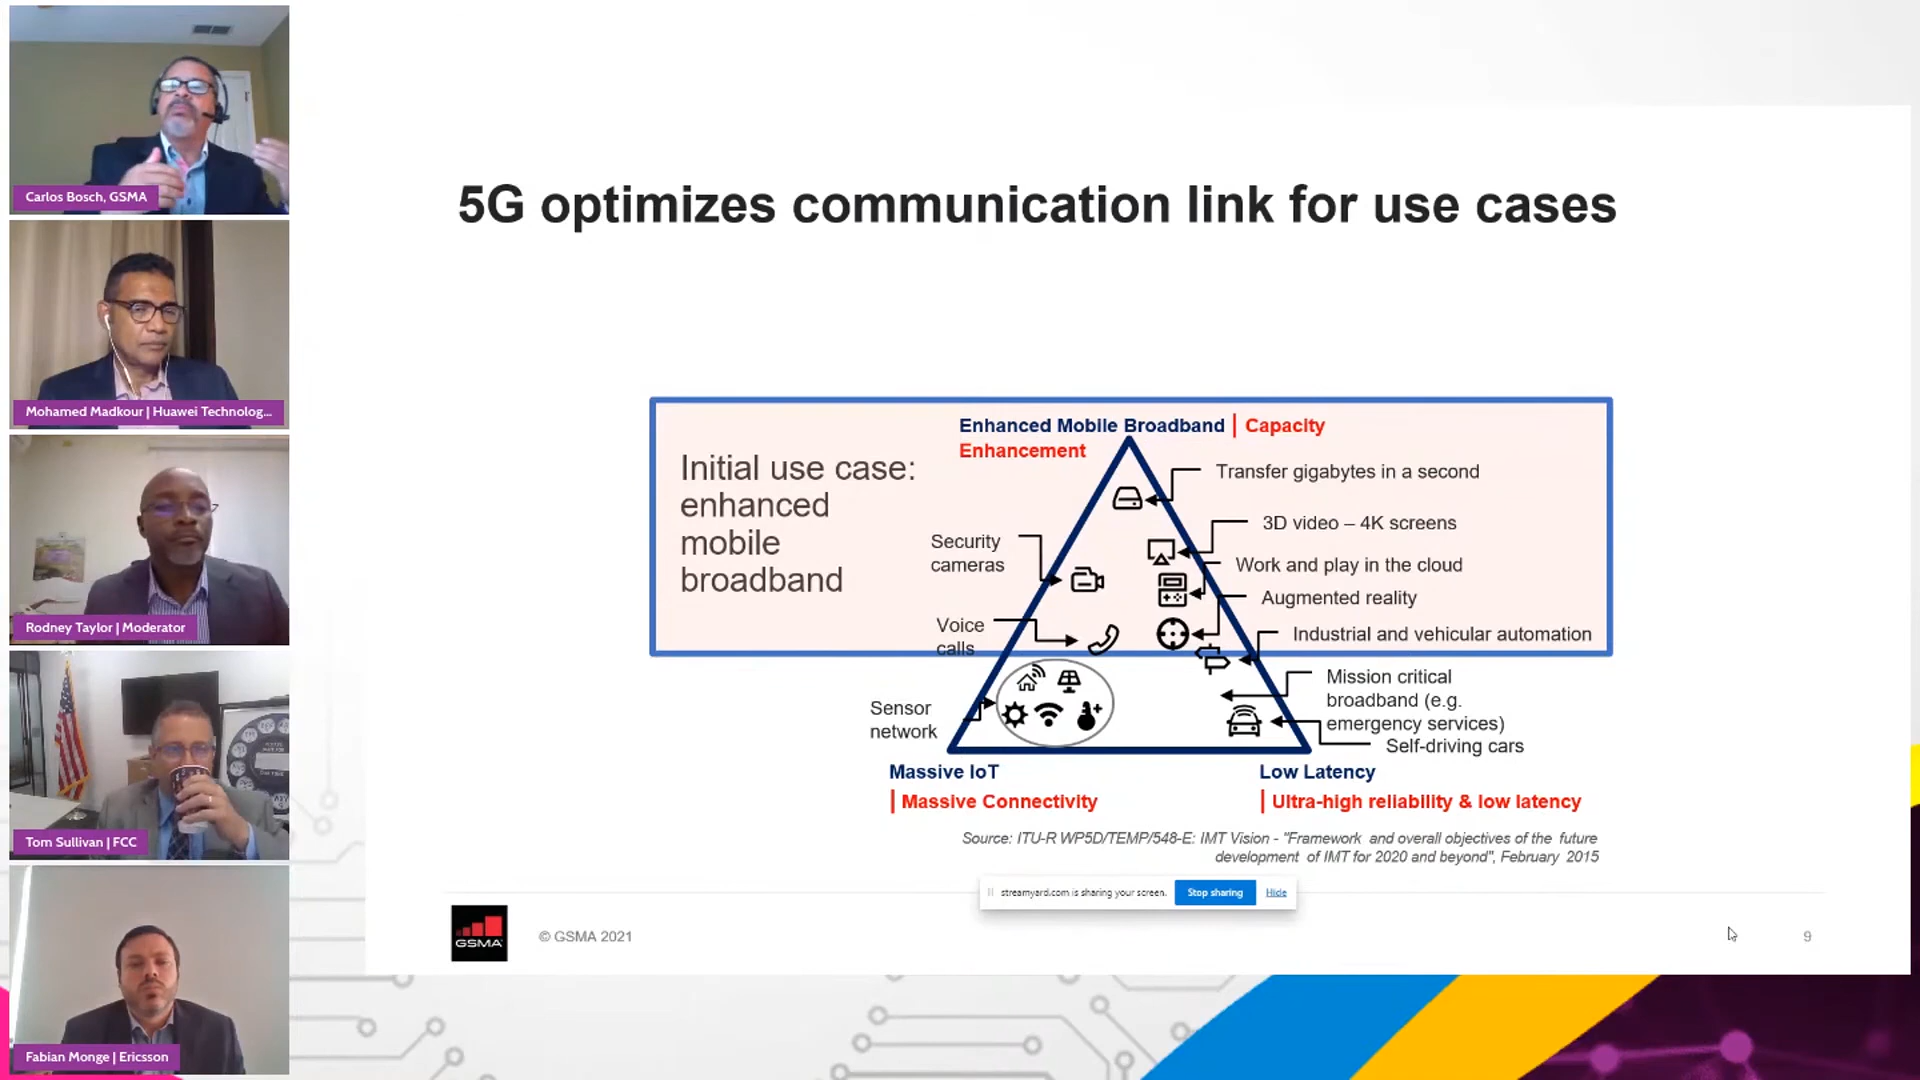 Carlos Bosch, GSMA
Mohamed Madkour | Huawei Technolog...
Rodney Taylor | Moderator
Tom Sullivan | FCC
Fabian Monge | Ericsson
5G optimizes communication link for use cases
Initial use case:
enhanced
mobile
broadband
Enhanced Mobile Broadband | Capacity
Enhancement
Transfer gigabytes in a second
3D video – 4K screens
Security
cameras
Work and play in the cloud
Augmented reality
Voice
calls
Industrial and vehicular automation
Mission critical
broadband (e.g.
emergency services)
Sensor
network
Self-driving cars
Massive IoT
| Massive Connectivity
Low Latency
| Ultra-high reliability & low latency
Source: ITU-R WP5D/TEMP/548-E: IMT Vision - "Framework and overall objectives of the future
development of IMT for 2020 and beyond", February 2015
streamyard.com is sharing your screen. Stop sharing Hide
GSMA
© GSMA 2021
9